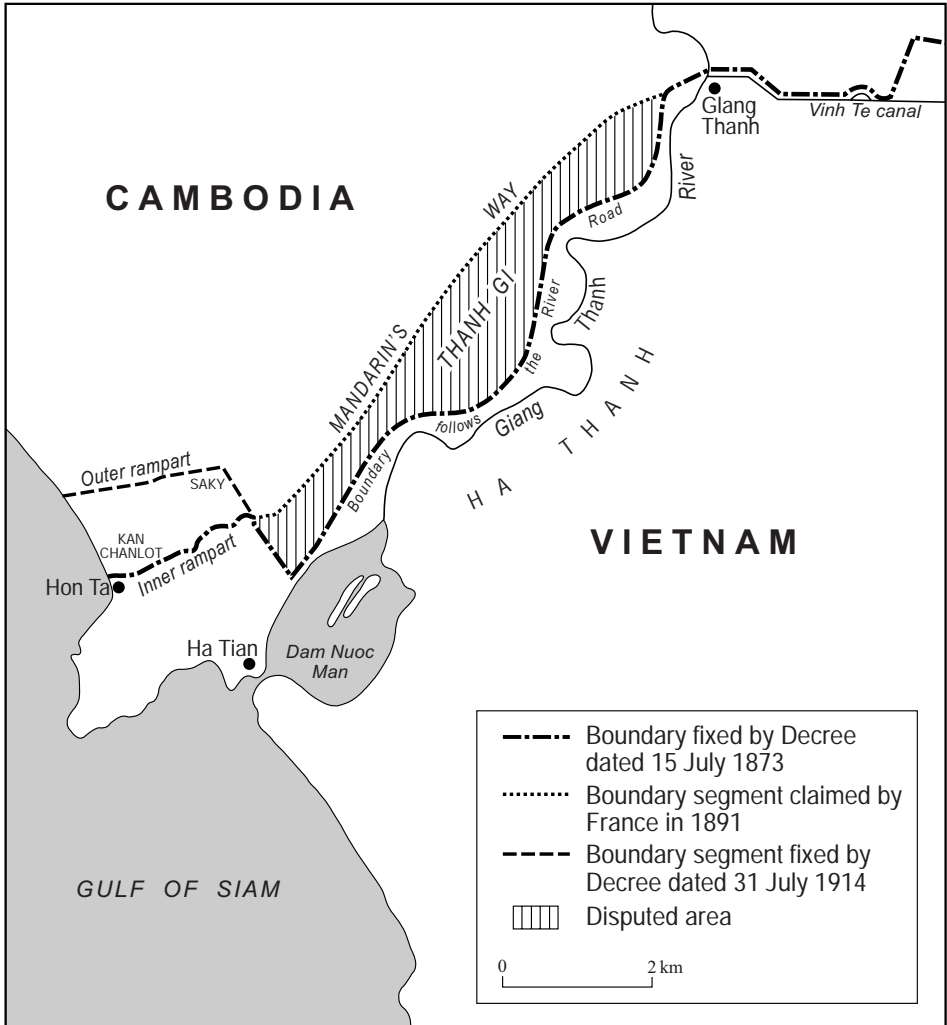 Glang
Thanh
Vinh Te canal
River
CAMBODIA
WAY
Road
MANDARIN'S
THANH GI
River
Thanh
the
follows
Giang
Boundary
HA THANH
Outer rampart
SAKY
VIETNAM
KAN
CHANLOT
Inner rampart
Hon Ta
Ha Tian
Dam Nuoc
Man
GULF OF SIAM
Boundary fixed by Decree
dated 15 July 1873
Boundary segment claimed by
France in 1891
Boundary segment fixed by
Decree dated 31 July 1914
Disputed area
0 2 km